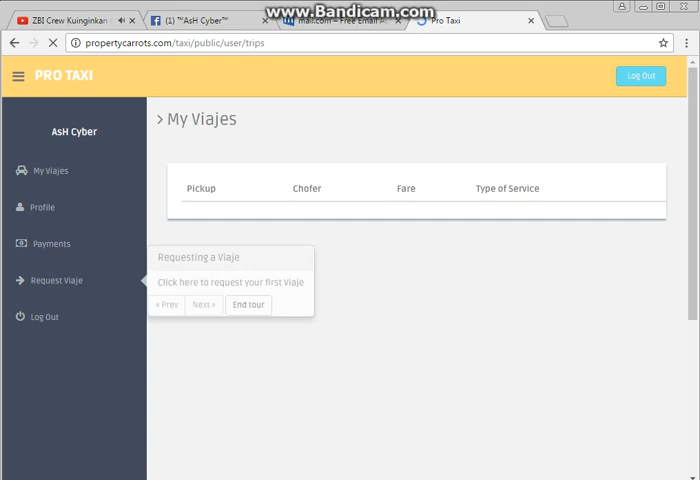 www.Bandicam.com
ZBI Crew Kuinginkan
(1) ™AsH Cyber™
mail.com – Free Email A
Pro Taxi
propertycarrots.com/taxi/public/user/trips
PRO TAXI
Log Out
AsH Cyber
My Viajes
Profile
Payments
Request Viaje
Log Out
> My Viajes
Pickup Chofer Fare Type of Service
Requesting a Viaje
Click here to request your first Viaje
« Prev Next » End tour